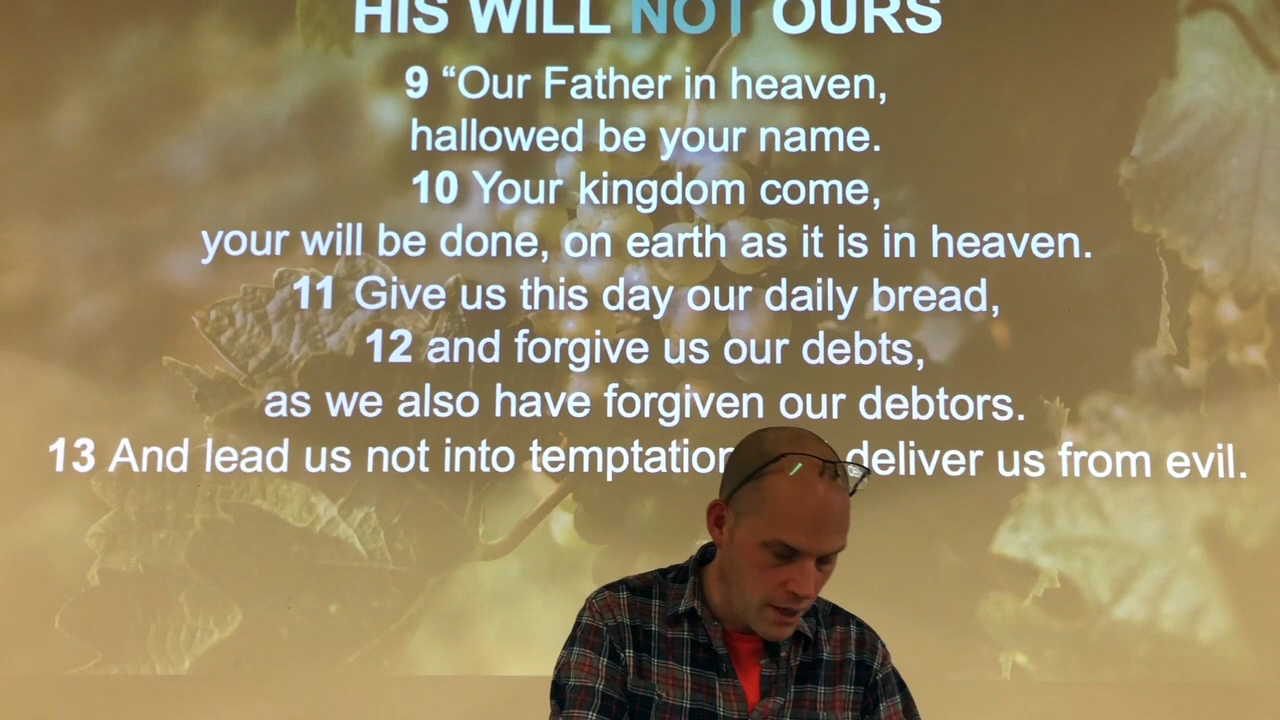 HIS WILL NOT OURS
9 “Our Father in heaven,
hallowed be your name.
10 Your kingdom come,
your will be done, on earth as it is in heaven.
11 Give us this day our daily bread,
12 and forgive us our debts,
as we also have forgiven our debtors.
13 And lead us not into temptation deliver us from evil.